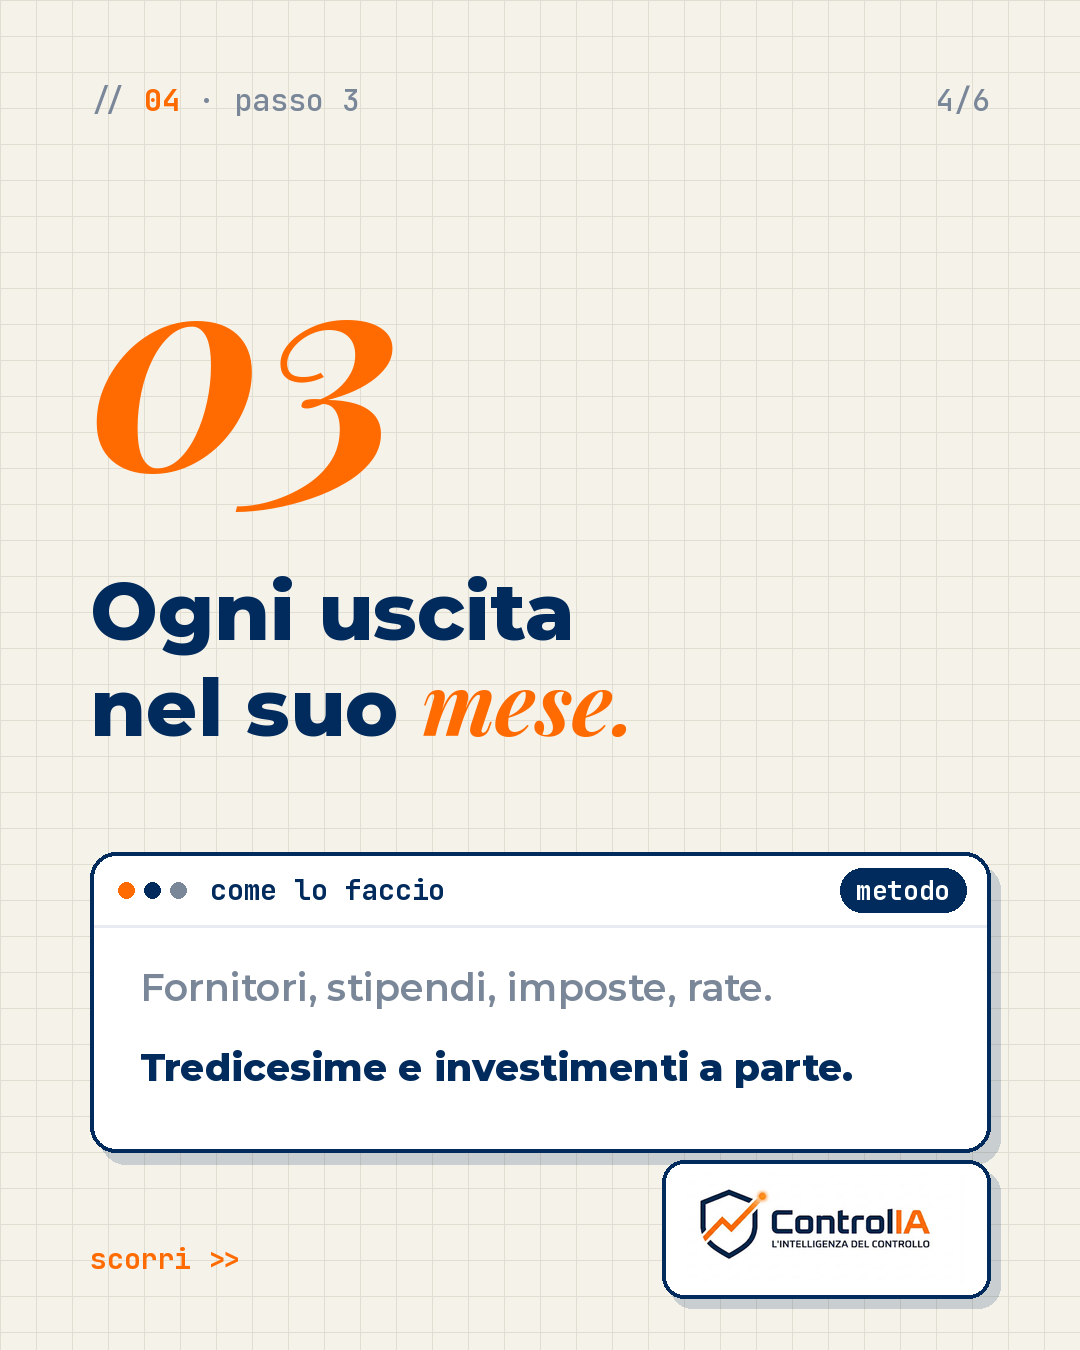 // 04 · passo 3
4/6
03
Ogni uscita
nel suo mese.
come lo faccio
metodo
Fornitori, stipendi, imposte, rate.
Tredicesime e investimenti a parte.
ControlIA
L'INTELLIGENZA DEL CONTROLLO
scorri >>